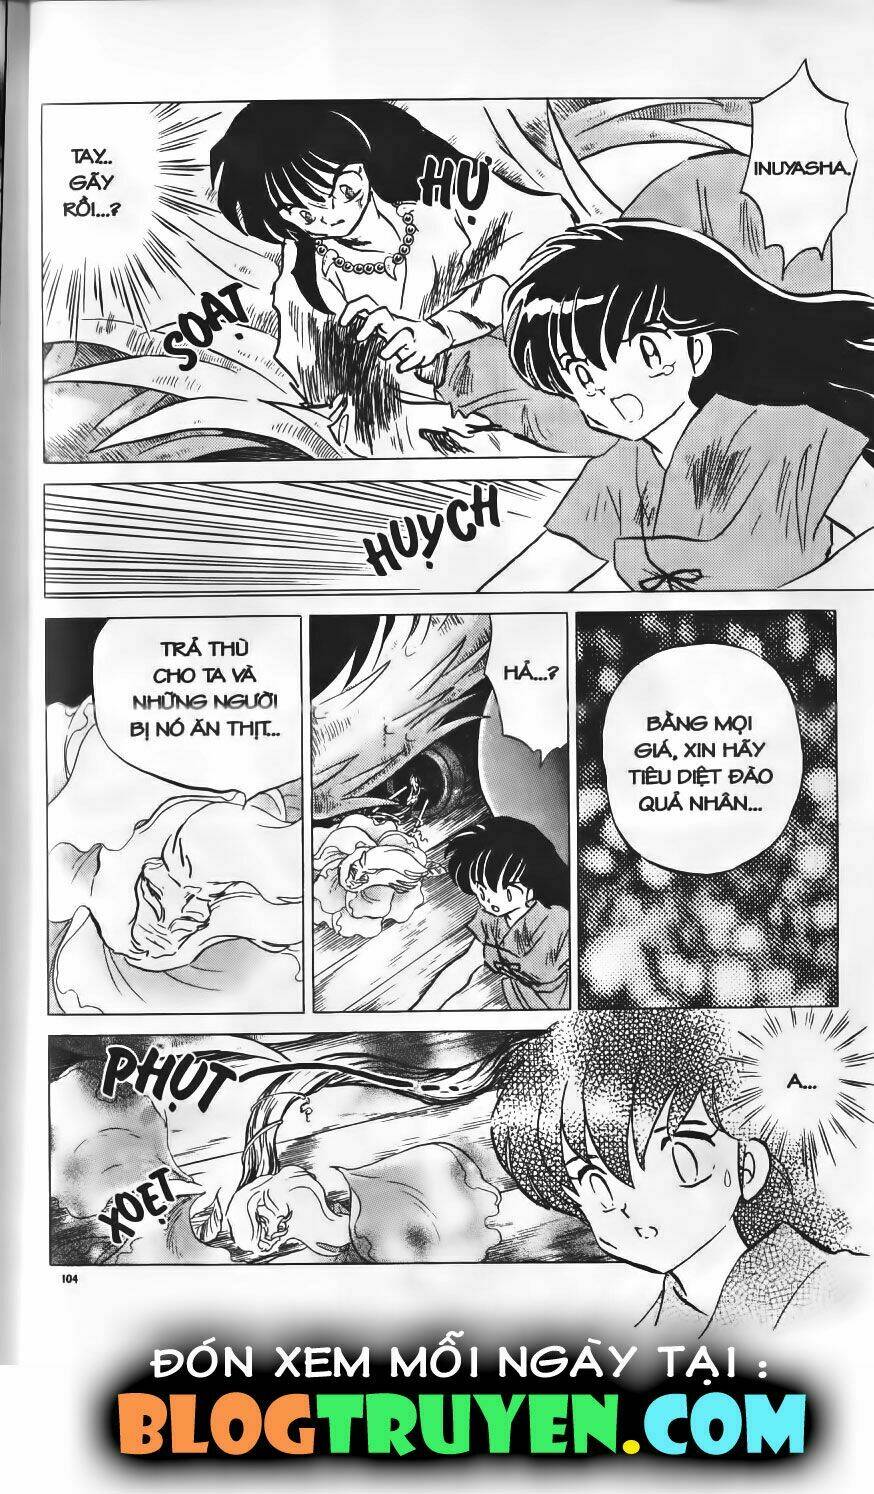 INUYASHA.
TAY...
GÃY
RỒI...?
HỰ
SOẠT
HUỴCH
BẰNG MỌI
GIÁ, XIN HÃY
TIÊU DIỆT ĐÀO
QUẢ NHÂN...
HẢ...?
TRẢ THÙ
CHO TA VÀ
NHỮNG NGƯỜI
BỊ NÓ ĂN THỊT...
A...
PHỤT
XOẸT
104
ĐÓN XEM MỖI NGÀY TẠI :
BLOGTRUYEN.COM